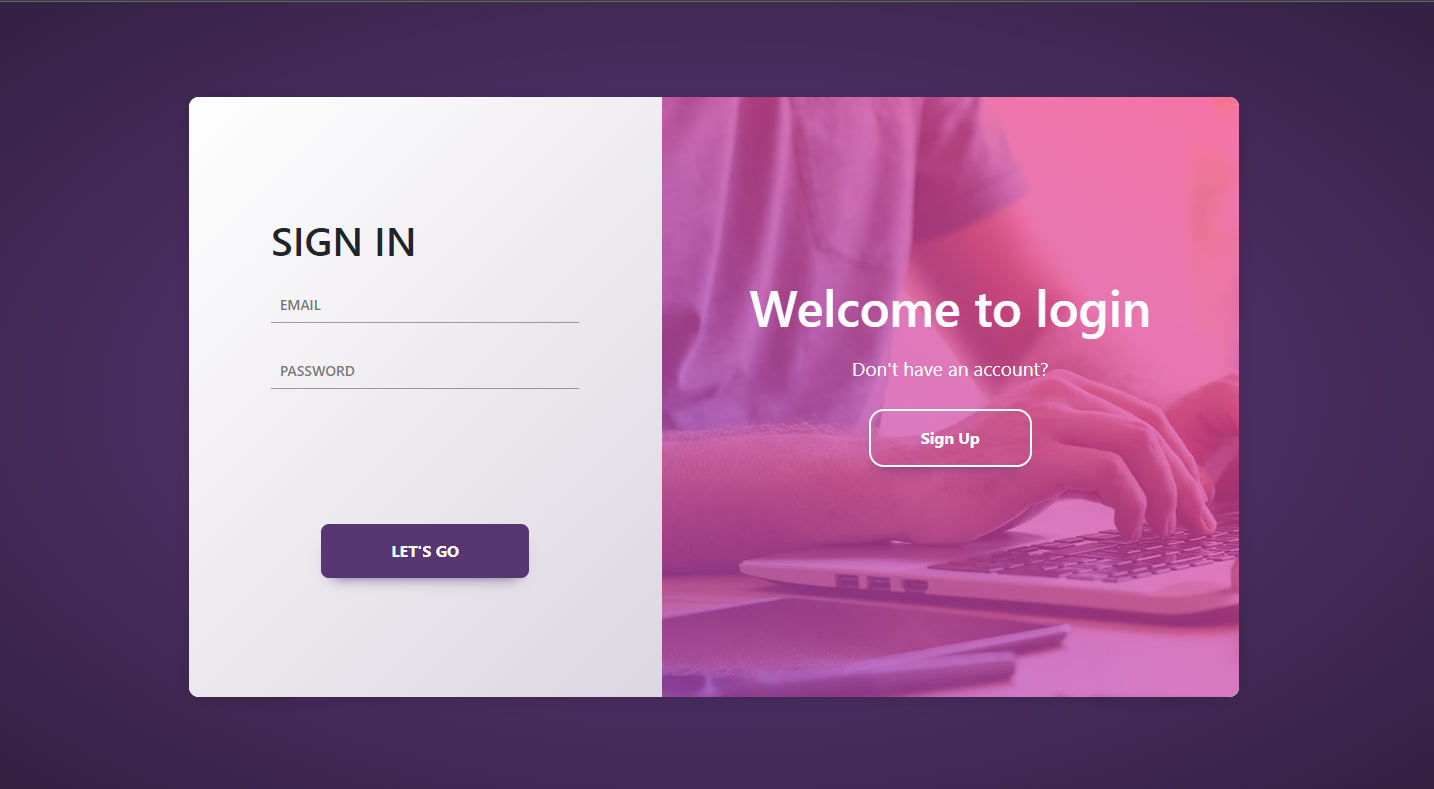 SIGN IN
EMAIL
PASSWORD
LET'S GO
Welcome to login
Don't have an account?
Sign Up